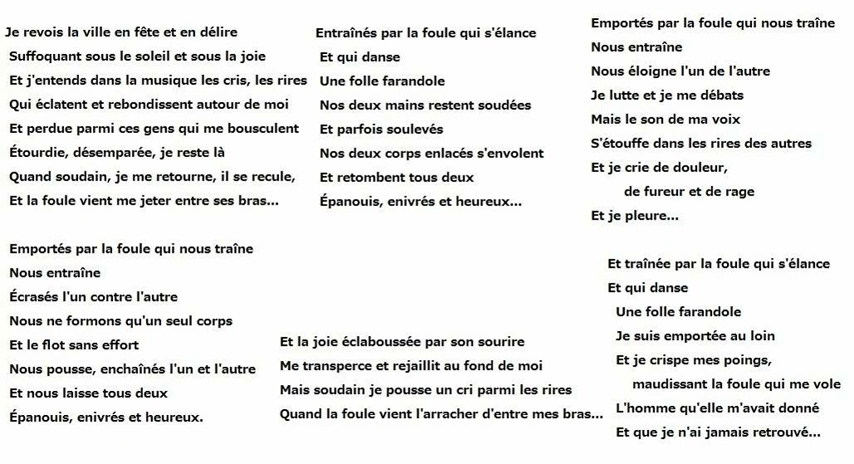 Je revois la ville en fête et en délire
Suffoquant sous le soleil et sous la joie
Et j'entends dans la musique les cris, les rires
Qui éclatent et rebondissent autour de moi
Et perdue parmi ces gens qui me bousculent
Étourdie, désemparée, je reste là
Quand soudain, je me retourne, il se recule,
Et la foule vient me jeter entre ses bras...
Emportés par la foule qui nous traîne
Nous entraîne
Écrasés l'un contre l'autre
Nous ne formons qu'un seul corps
Et le flot sans effort
Nous pousse, enchaînés l'un et l'autre
Et nous laisse tous deux
Épanouis, enivrés et heureux.
Entraînés par la foule qui s'élance
Et qui danse
Une folle farandole
Nos deux mains restent soudées
Et parfois soulevés
Nos deux corps enlacés s'envolent
Et retombent tous deux
Épanouis, enivrés et heureux...
Et la joie éclaboussée par son sourire
Me transperce et rejaillit au fond de moi
Mais soudain je pousse un cri parmi les rires
Quand la foule vient l'arracher d'entre mes bras...
Emportés par la foule qui nous traîne
Nous entraîne
Nous éloigne l'un de l'autre
Je lutte et je me débats
Mais le son de ma voix
S'étouffe dans les rires des autres
Et je crie de douleur,
de fureur et de rage
Et je pleure...
Et traînée par la foule qui s'élance
Et qui danse
Une folle farandole
Je suis emportée au loin
Et je crispe mes poings,
maudissant la foule qui me vole
L'homme qu'elle m'avait donné
Et que je n'ai jamais retrouvé...